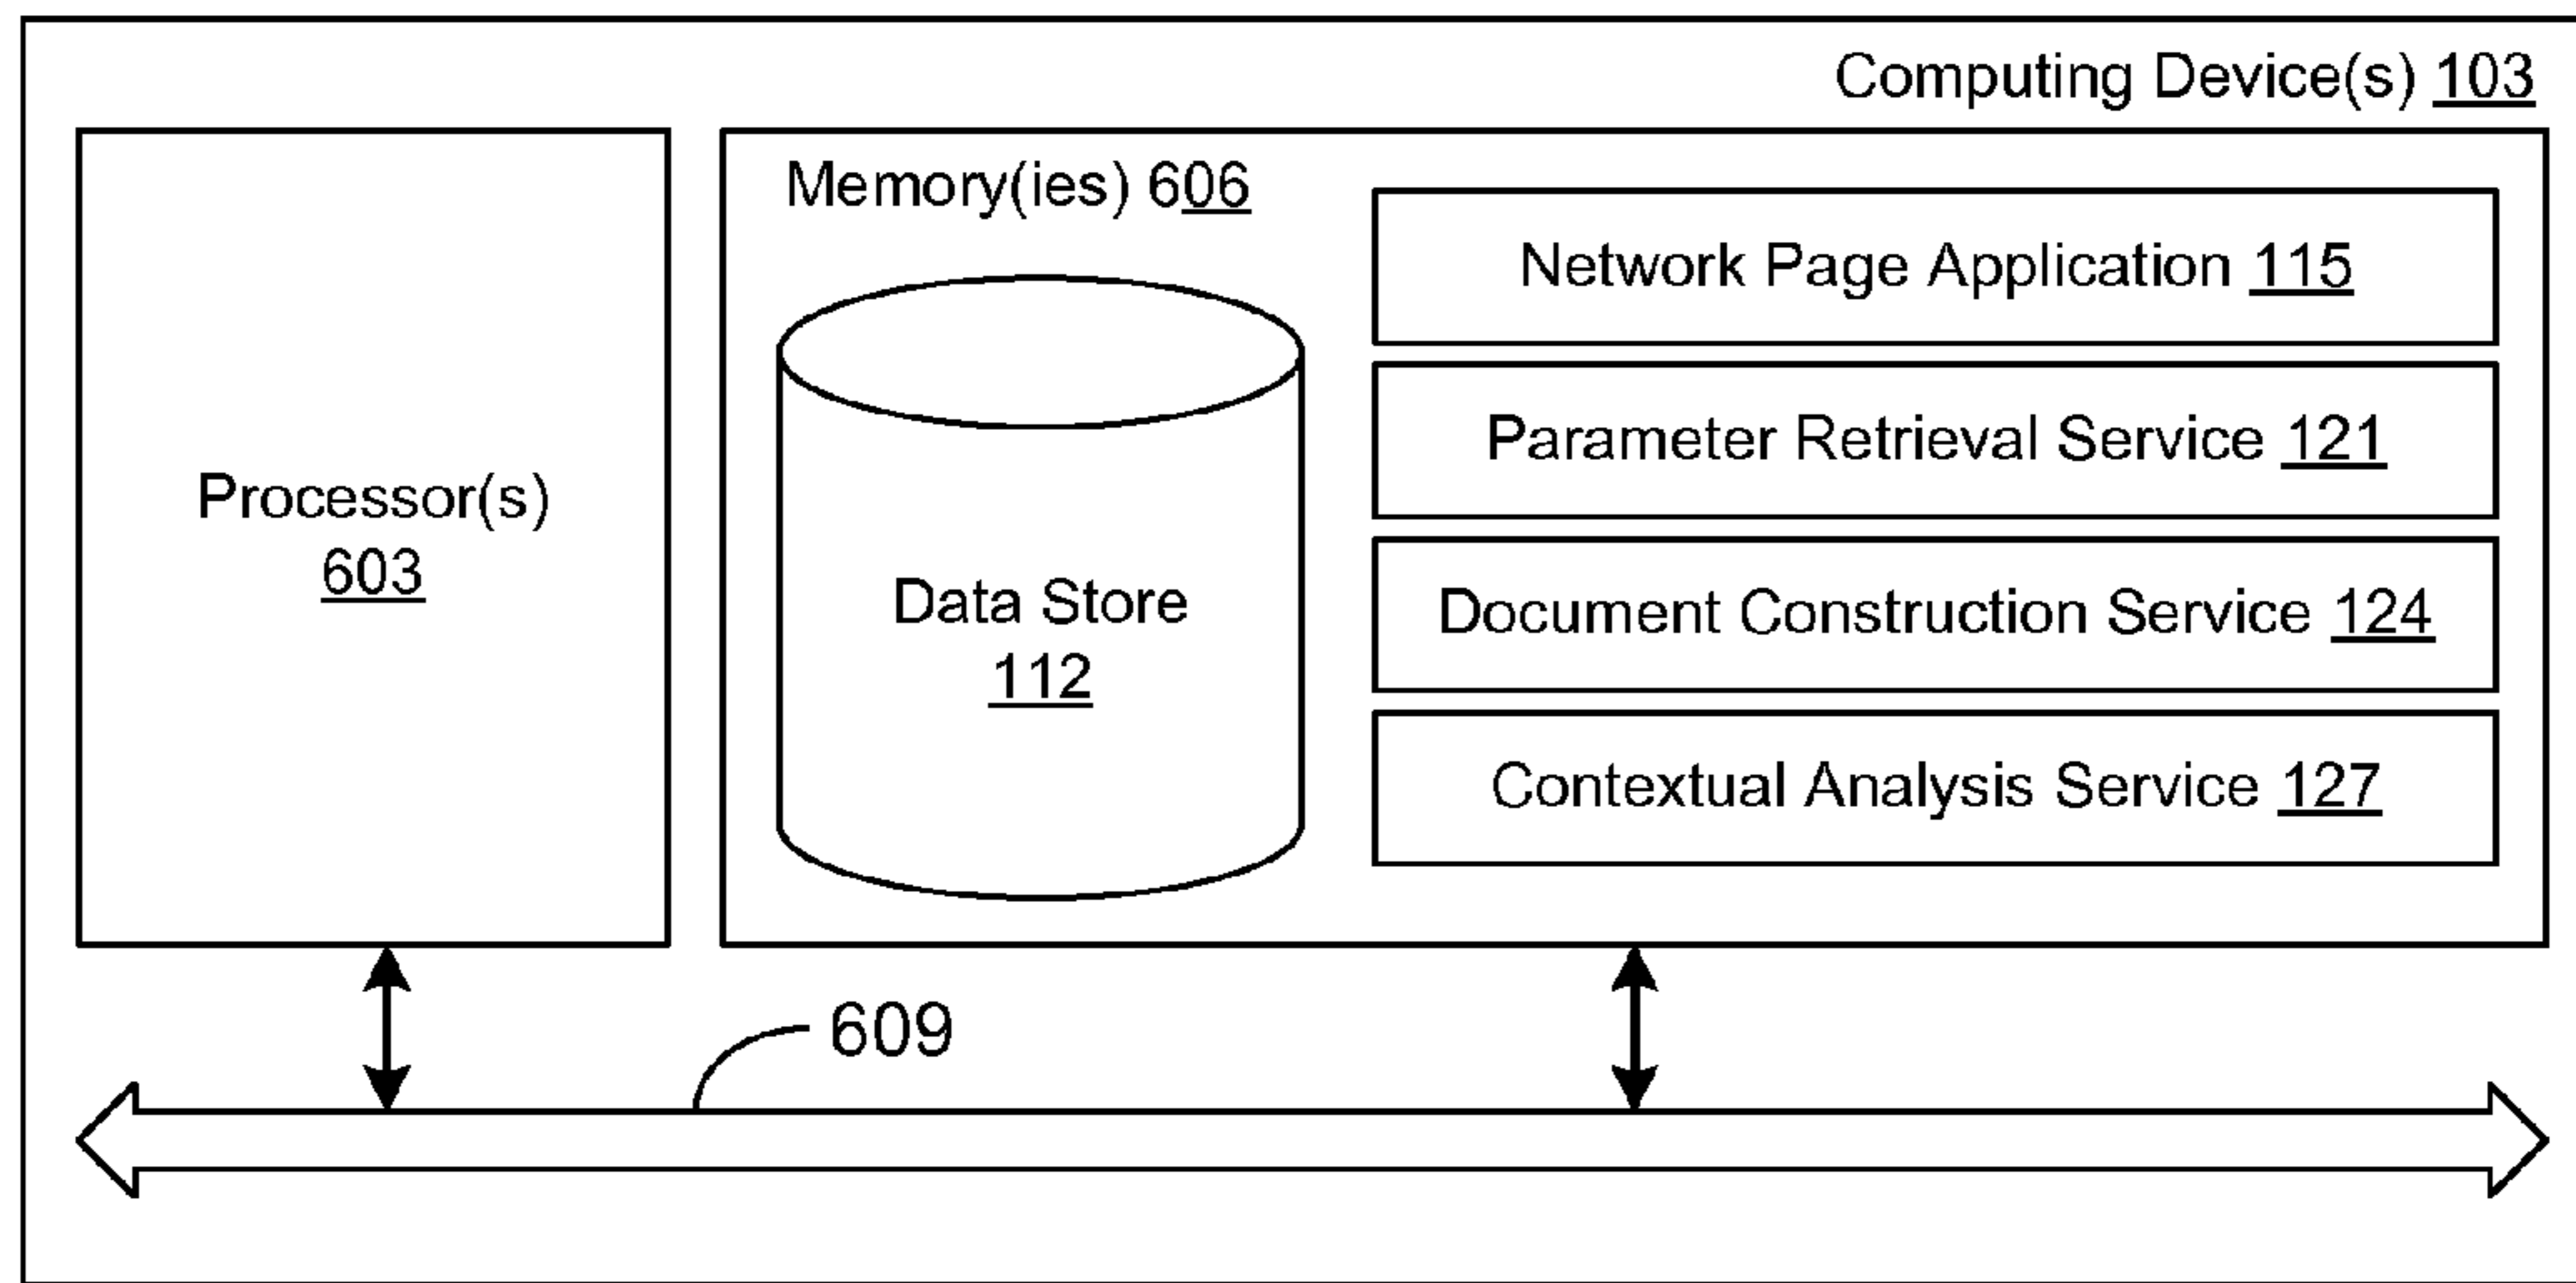 Computing Device(s) 103
Processor(s)
603
Memory(ies) 606
Data Store
112
Network Page Application 115
Parameter Retrieval Service 121
Document Construction Service 124
Contextual Analysis Service 127
609